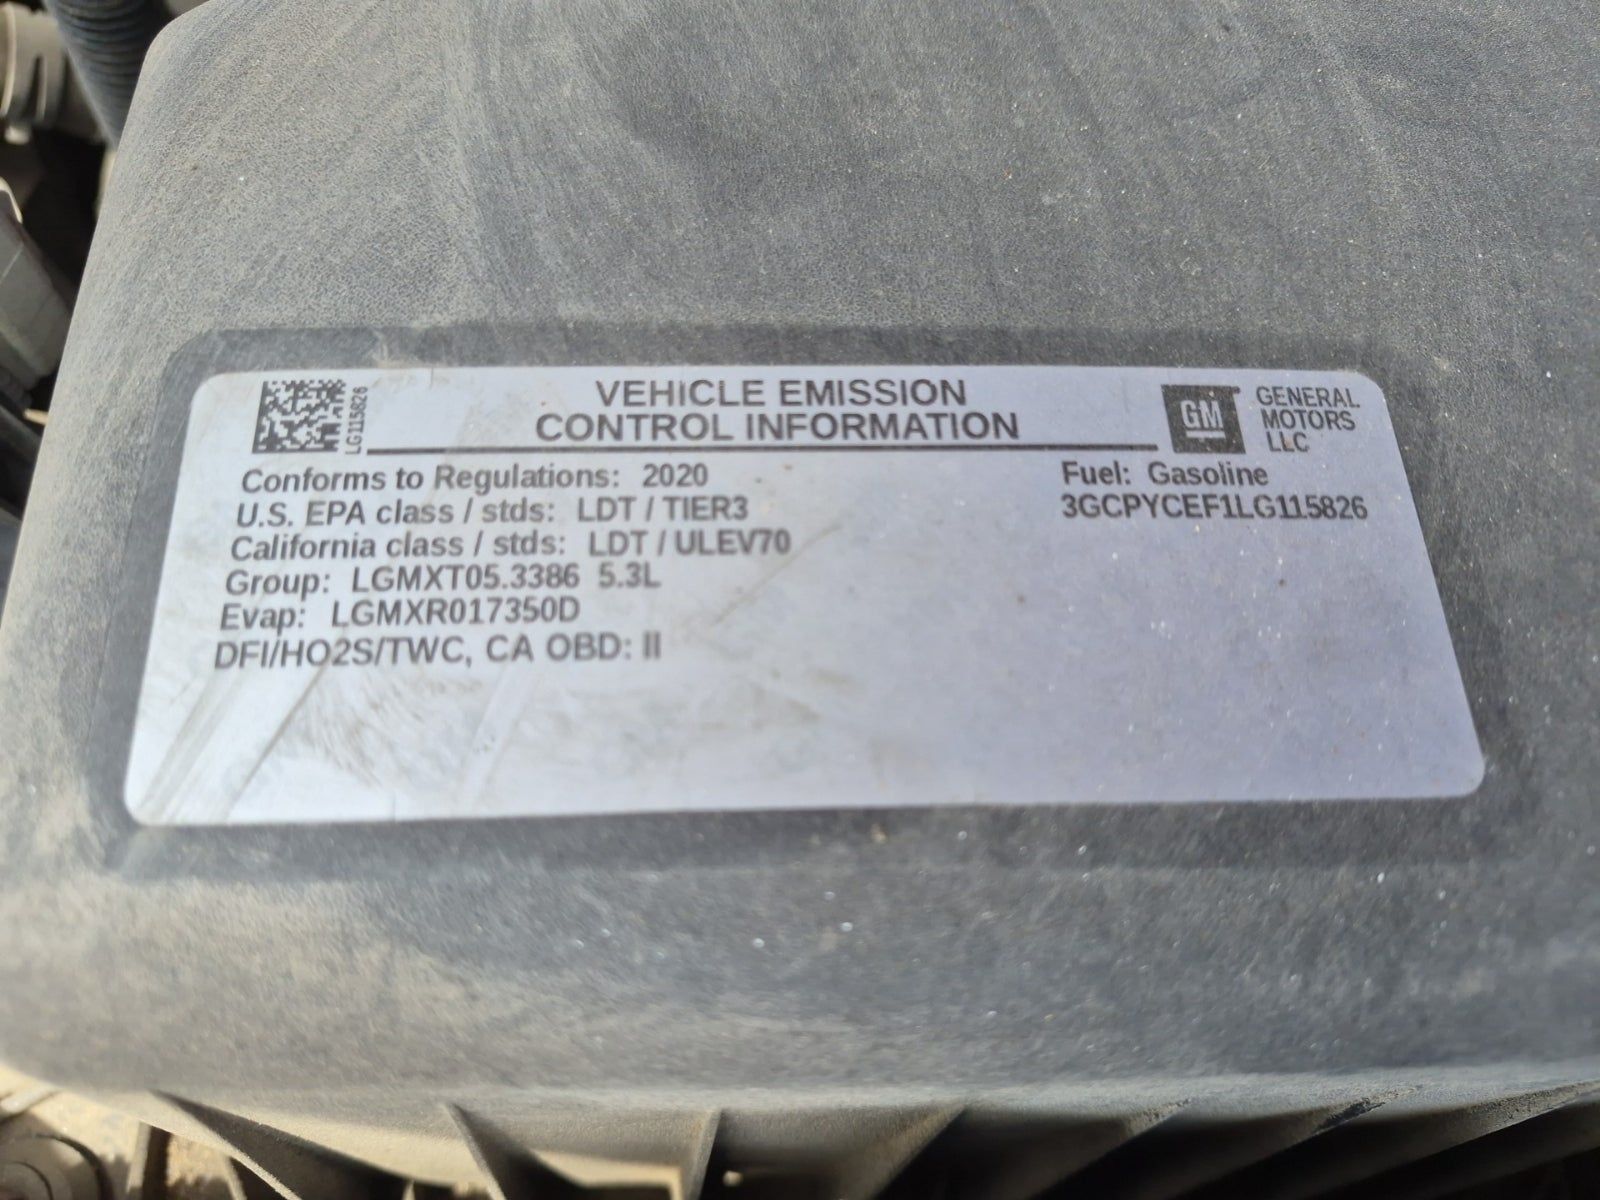 LG115826
VEHICLE EMISSION
CONTROL INFORMATION
GM
GENERAL
MOTORS
LLC
Conforms to Regulations: 2020
U.S. EPA class / stds: LDT / TIER3
California class / stds: LDT / ULEV70
Group: LGMXT05.3386 5.3L
Evap: LGMXR017350D
DFI/HO2S/TWC, CA OBD: II
Fuel: Gasoline
3GCPYCEF1LG115826